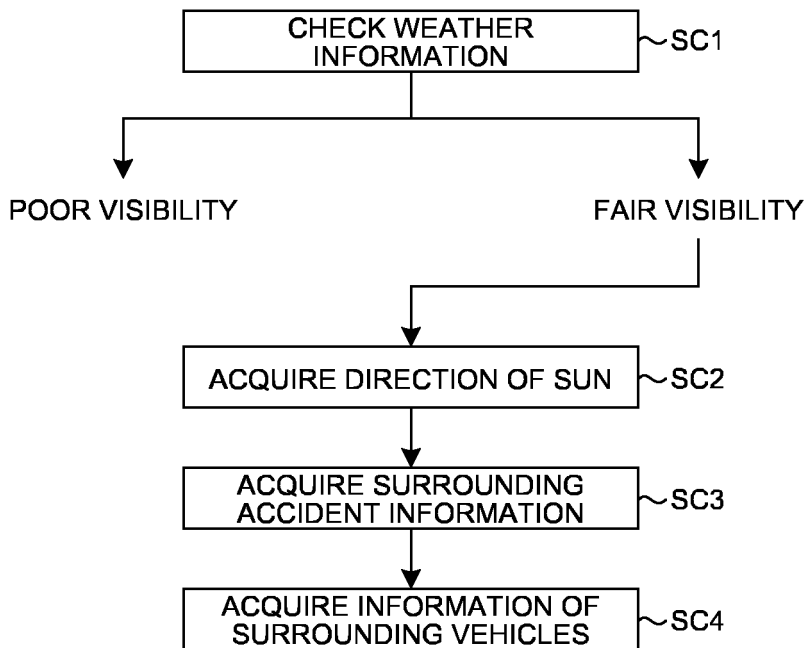 CHECK WEATHER
INFORMATION
SC1
POOR VISIBILITY
FAIR VISIBILITY
ACQUIRE DIRECTION OF SUN
SC2
ACQUIRE SURROUNDING
ACCIDENT INFORMATION
SC3
ACQUIRE INFORMATION OF
SURROUNDING VEHICLES
SC4